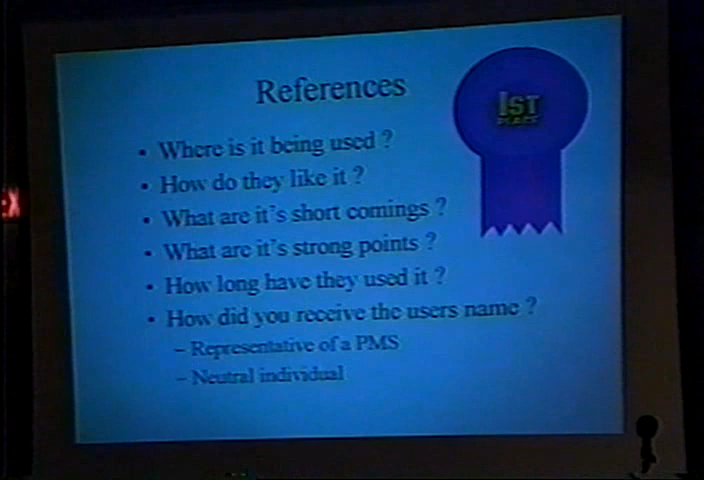 References
1ST
PLACE
• Where is it being used ?
• How do they like it ?
• What are it's short comings ?
• What are it's strong points ?
• How long have they used it ?
• How did you receive the users name ?
– Representative of a PMS
– Neutral individual